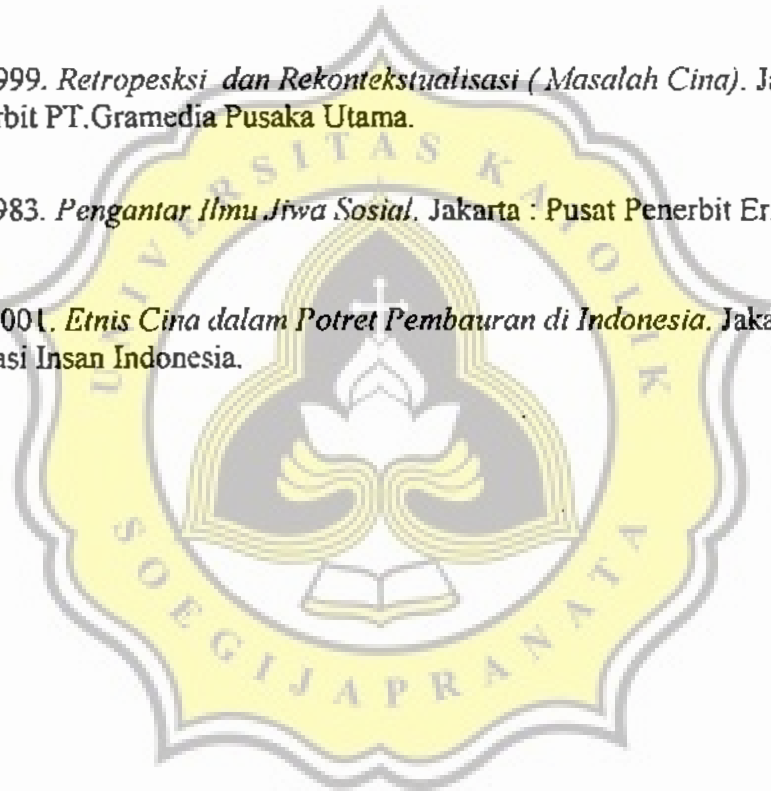 999. Retropesksi dan Rekontekstualisasi ( Masalah Cina). J
rbit PT.Gramedia Pusaka Utama.
983. Pengantar Ilmu Jiwa Sosial. Jakarta : Pusat Penerbit Er
001. Etnis Cina dalam Potret Pembauran di Indonesia. Jaka
asi Insan Indonesia.
UNIVERSITAS KATOLIK
SOEGIJAPRANATA